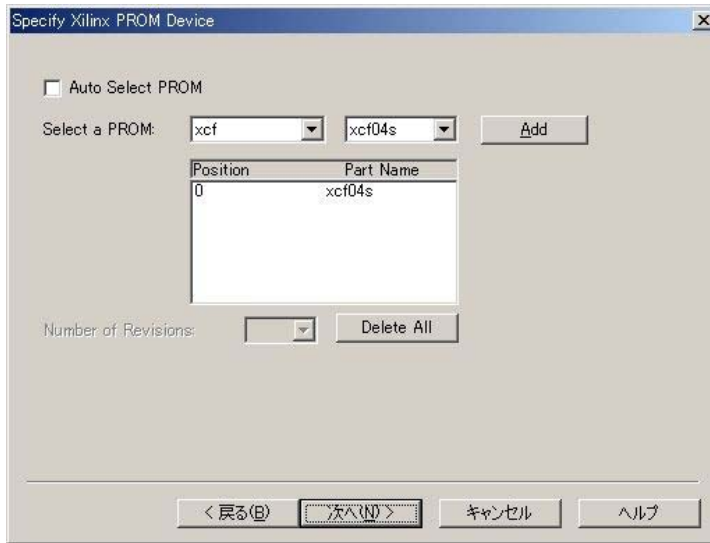 Specify Xilinx PROM Device
Auto Select PROM
Select a PROM: xcf xcf04s Add
Position Part Name
0 xcf04s
Number of Revisions: Delete All
< 戻る(B) 次へ(N) > キャンセル ヘルプ